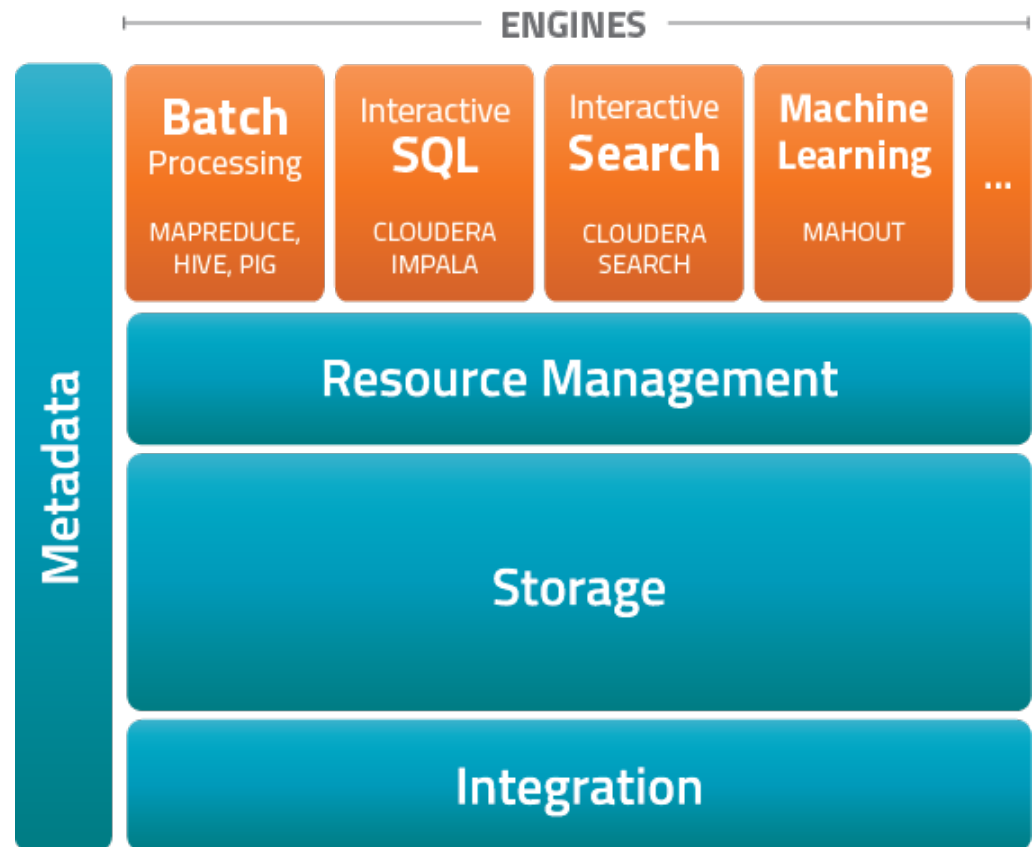 ENGINES
Batch
Processing
MAPREDUCE,
HIVE, PIG
Interactive
SQL
CLOUDERA
IMPALA
Interactive
Search
CLOUDERA
SEARCH
Machine
Learning
MAHOUT
...
Metadata
Resource Management
Storage
Integration